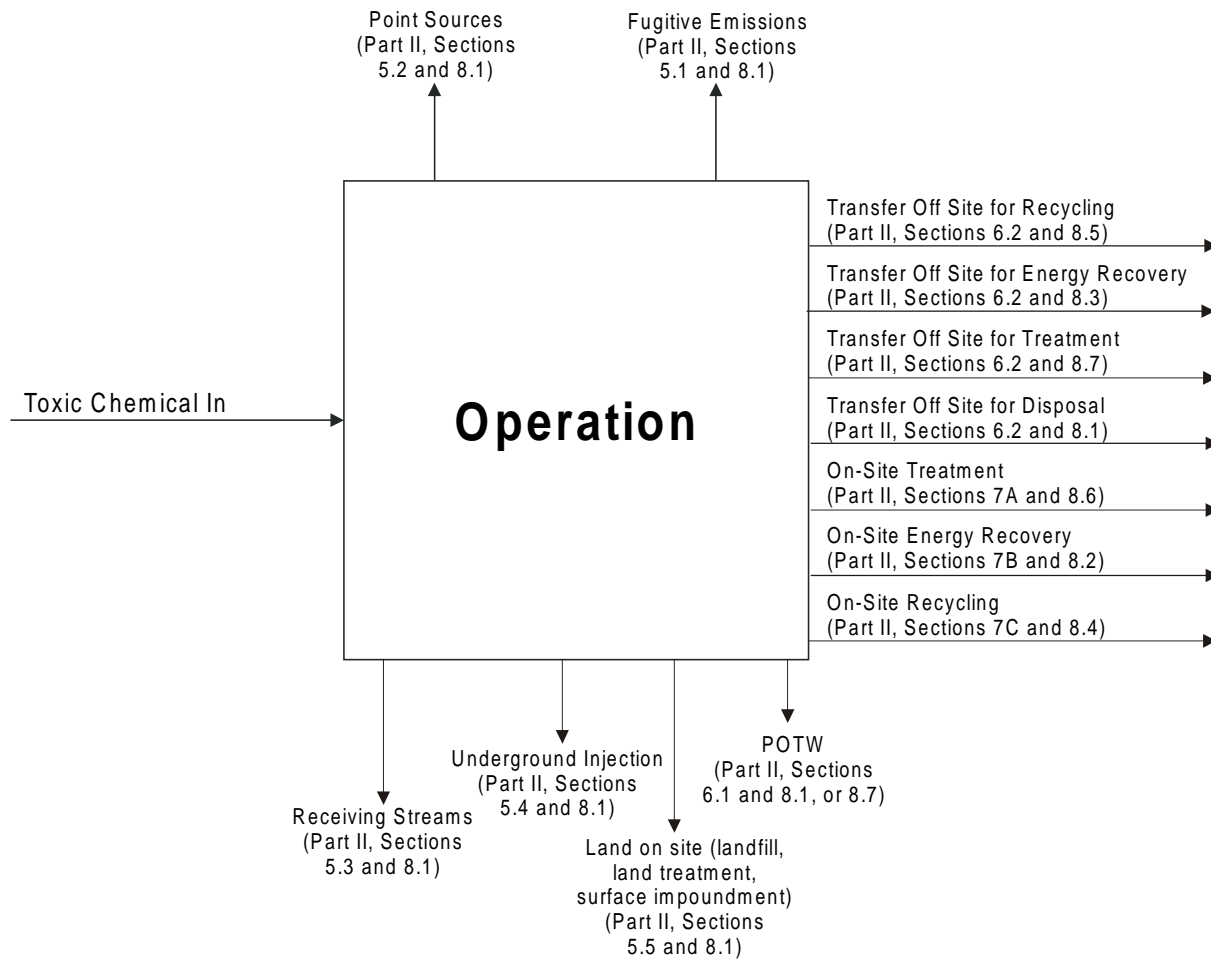 Point Sources
(Part II, Sections
5.2 and 8.1)
Fugitive Emissions
(Part II, Sections
5.1 and 8.1)
Transfer Off Site for Recycling
(Part II, Sections 6.2 and 8.5)
Transfer Off Site for Energy Recovery
(Part II, Sections 6.2 and 8.3)
Transfer Off Site for Treatment
(Part II, Sections 6.2 and 8.7)
Toxic Chemical In
Operation
Transfer Off Site for Disposal
(Part II, Sections 6.2 and 8.1)
On-Site Treatment
(Part II, Sections 7A and 8.6)
On-Site Energy Recovery
(Part II, Sections 7B and 8.2)
On-Site Recycling
(Part II, Sections 7C and 8.4)
Receiving Streams
(Part II, Sections
5.3 and 8.1)
Underground Injection
(Part II, Sections
5.4 and 8.1)
Land on site (landfill,
land treatment,
surface impoundment)
(Part II, Sections
5.5 and 8.1)
POTW
(Part II, Sections
6.1 and 8.1, or 8.7)